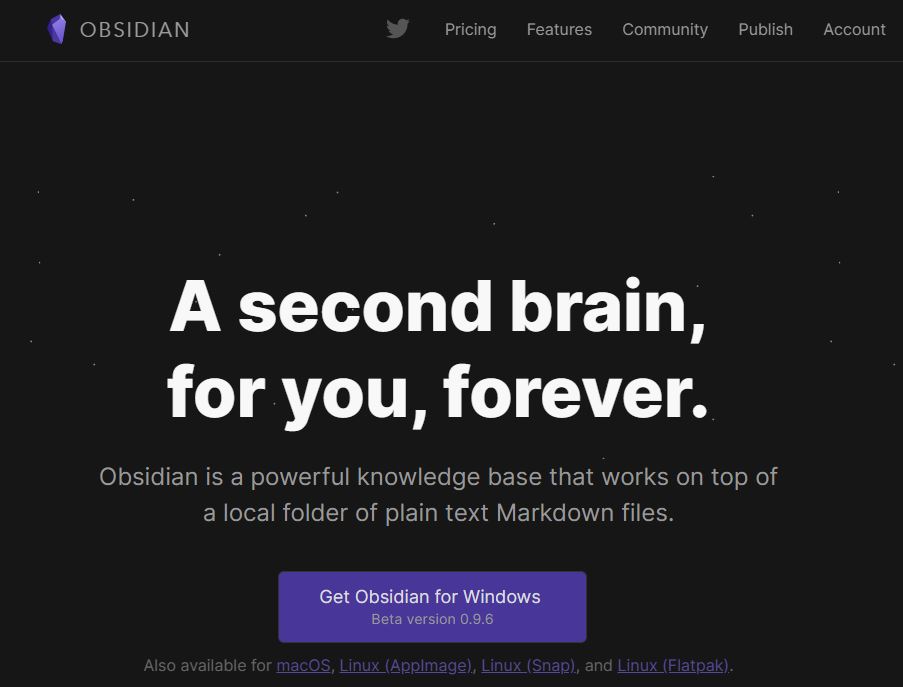 OBSIDIAN Pricing Features Community Publish Account
A second brain,
for you, forever.
Obsidian is a powerful knowledge base that works on top of
a local folder of plain text Markdown files.
Get Obsidian for Windows
Beta version 0.9.6
Also available for macOS, Linux (AppImage), Linux (Snap), and Linux (Flatpak).